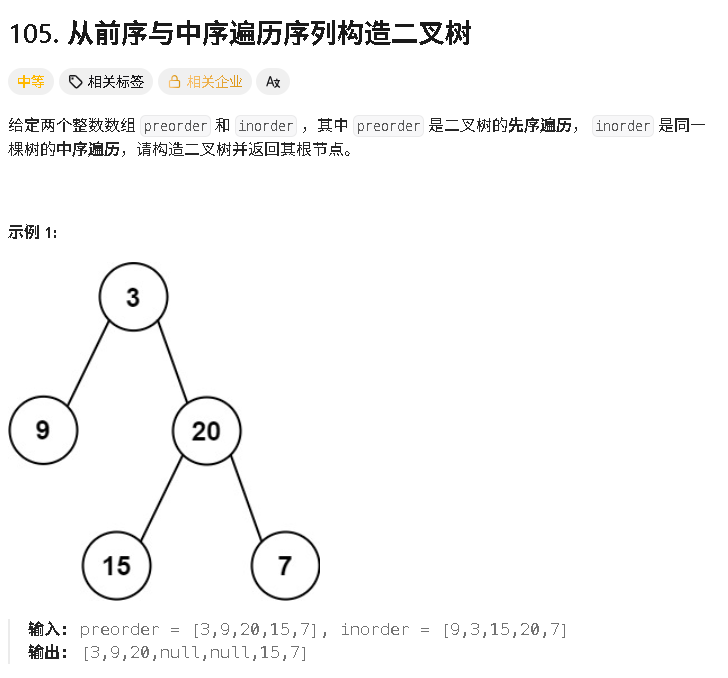 105. 从前序与中序遍历序列构造二叉树
中等 相关标签 相关企业 Ax
给定两个整数数组 preorder 和 inorder ，其中 preorder 是二叉树的先序遍历， inorder 是同一
棵树的中序遍历，请构造二叉树并返回其根节点。
示例 1:
3
9 20
15 7
输入: preorder = [3,9,20,15,7], inorder = [9,3,15,20,7]
输出: [3,9,20,null,null,15,7]